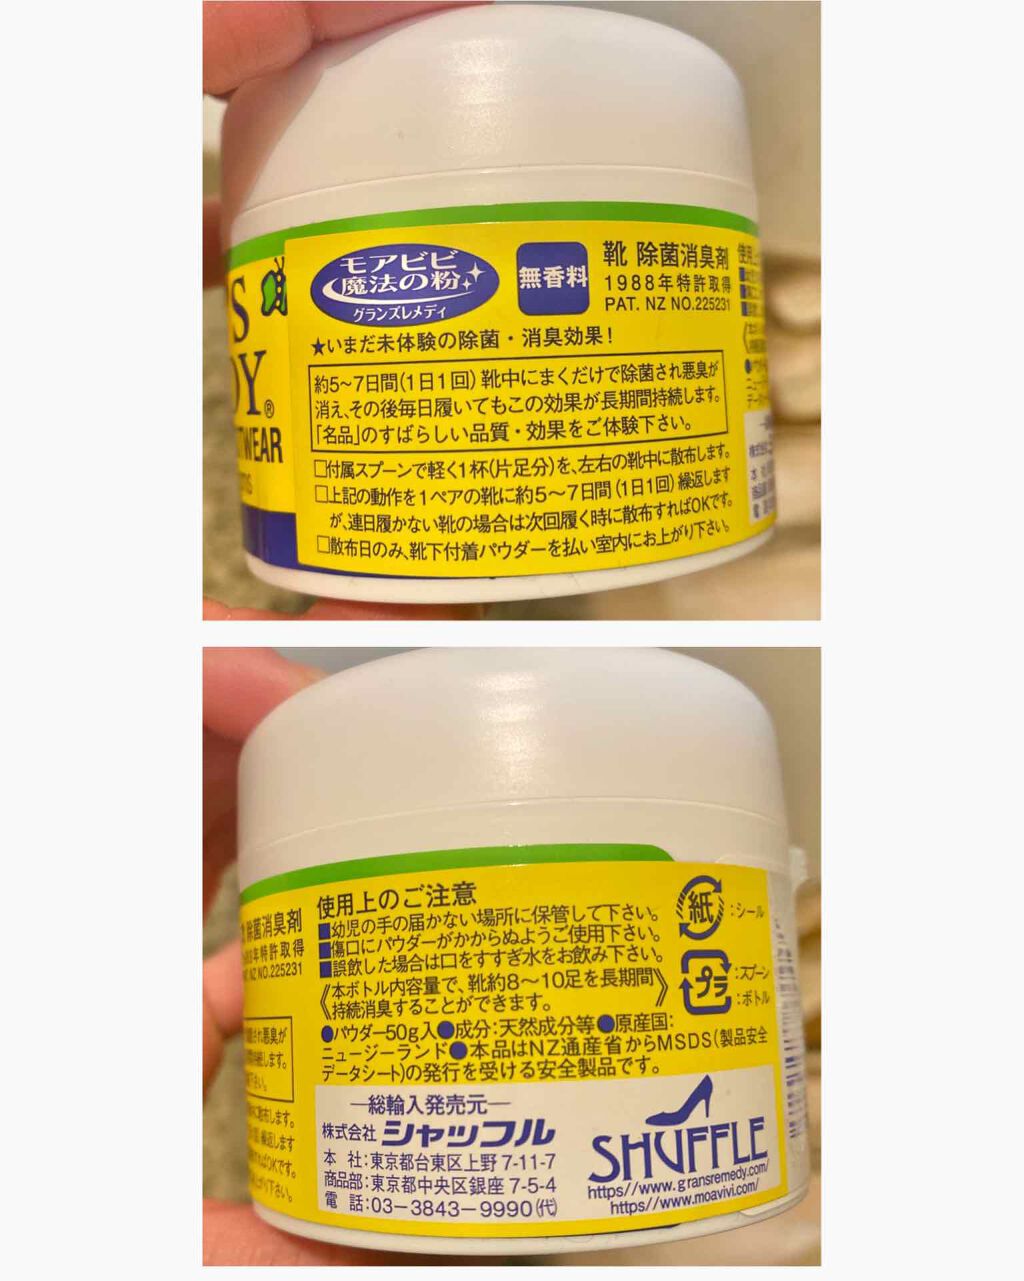 S
DY®
TWEAR
モアビビ
魔法の粉
グランズレメディ
無香料
靴 除菌消臭剤
1988年特許取得
PAT. NZ NO.225231
★いまだ未体験の除菌・消臭効果!
約5〜7日間(1日1回)靴中にまくだけで除菌され悪臭が
消え、その後毎日履いてもこの効果が長期間持続します。
「名品」のすばらしい品質・効果をご体験下さい。
□付属スプーンで軽く1杯(片足分)を、左右の靴中に散布します。
□上記の動作を1ペアの靴に約5〜7日間(1日1回)繰返します
が、連日履かない靴の場合は次回履く時に散布すればOKです。
□散布日のみ、靴下付着パウダーを払い室内にお上がり下さい。
除菌消臭剤
年特許取得
NZ NO.225231
使用上のご注意
■幼児の手の届かない場所に保管して下さい。
■傷口にパウダーがかからぬようご使用下さい。
■誤飲した場合は口をすすぎ水をお飲み下さい。
《本ボトル内容量で、靴約8〜10足を長期間
持続消臭することができます。》
●パウダー50g入●成分:天然成分等●原産国:
ニュージーランド●本品はNZ通産省からMSDS(製品安全
データシート)の発行を受ける安全製品です。
紙:シール
プラ:スプーン
:ボトル
―総輸入発売元―
株式会社 シャッフル
本 社:東京都台東区上野7-11-7
商品部:東京都中央区銀座7-5-4
電 話:03-3843-9990(代)
SHUFFLE
https//www.gransremedy.com/
https//www.moavivi.com/